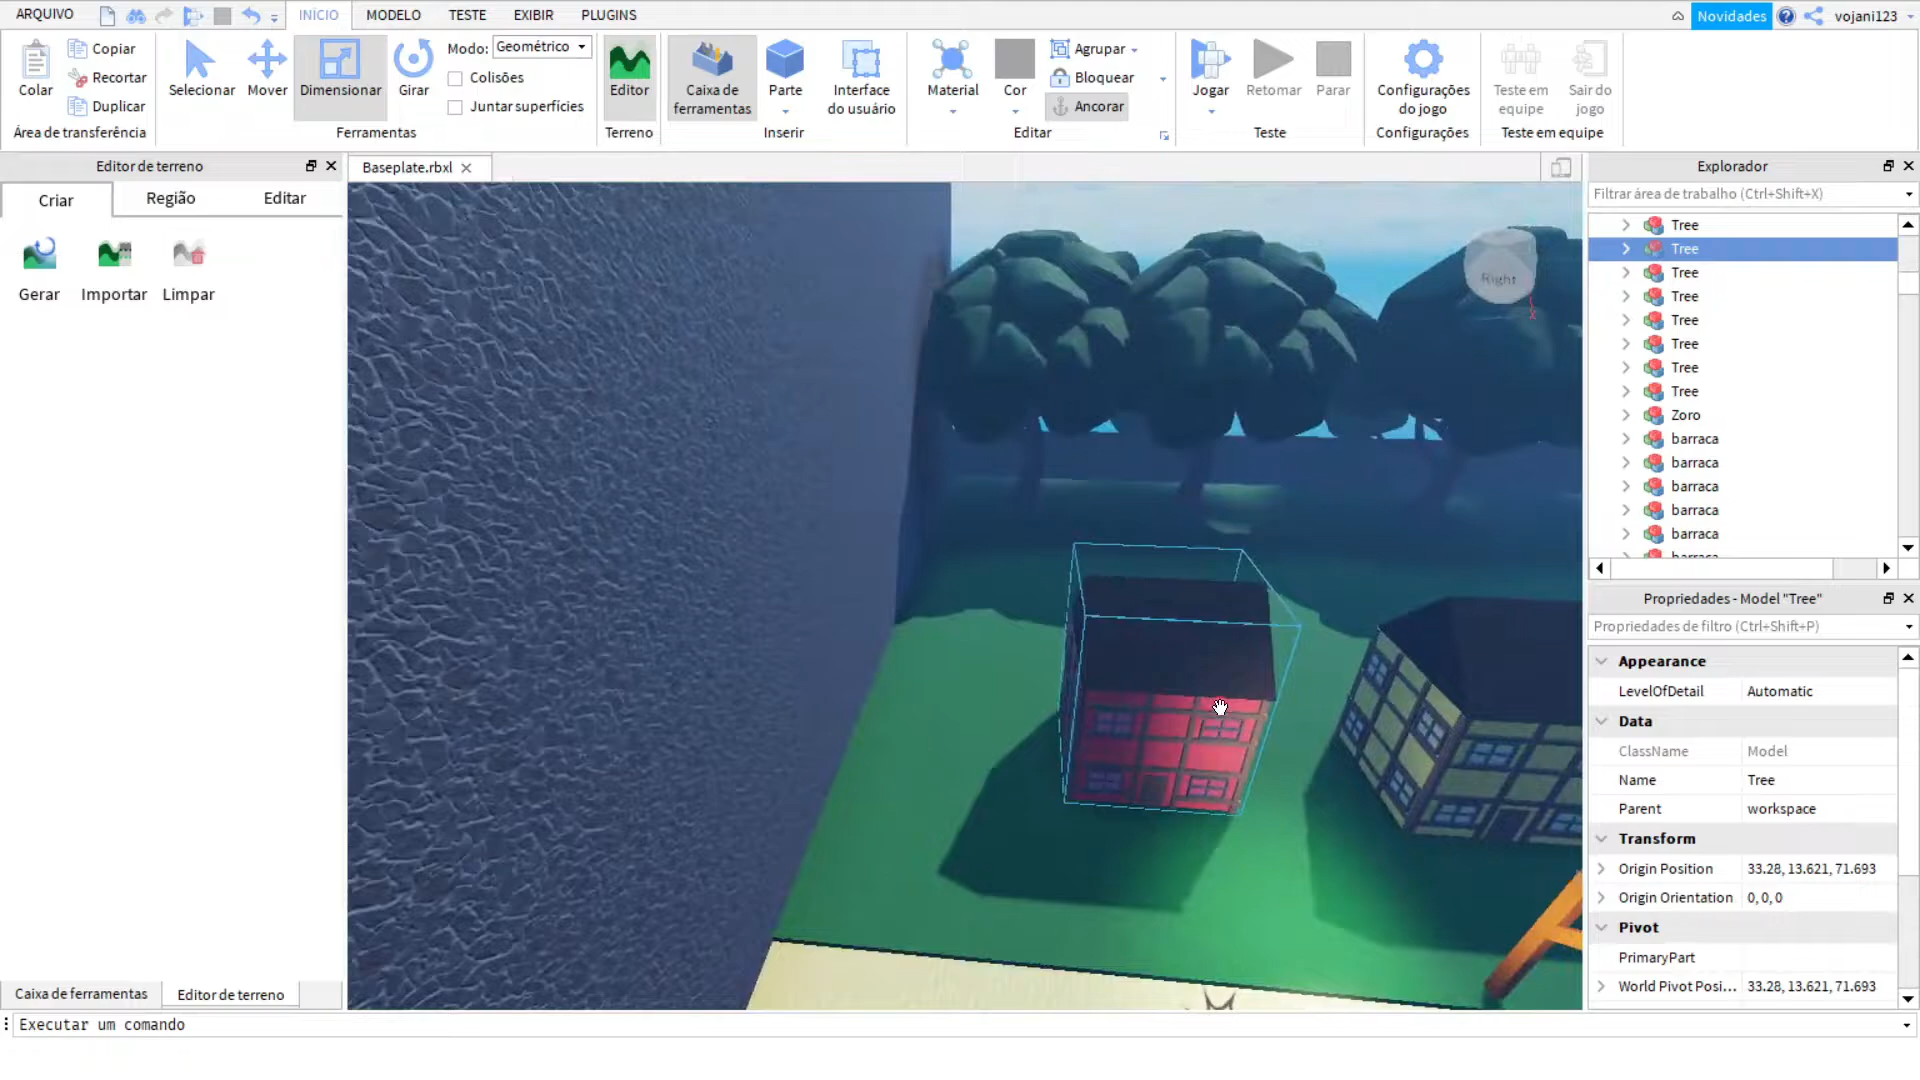 ARQUIVO INÍCIO MODELO TESTE EXIBIR PLUGINS Novidades vojani123
Colar Copiar Recortar Duplicar
Área de transferência
Selecionar Mover Dimensionar Girar
Modo: Geométrico
Colisões
Juntar superfícies
Ferramentas
Editor
Terreno
Caixa de ferramentas Parte Interface do usuário
Inserir
Material Cor Agrupar
Bloquear
Ancorar
Editar
Jogar Retomar Parar
Teste
Configurações do jogo
Configurações
Teste em equipe Sair do jogo
Teste em equipe
Editor de terreno
Criar Região Editar
Gerar Importar Limpar
Baseplate.rbxl
Right
X
Explorador
Filtrar área de trabalho (Ctrl+Shift+X)
Tree
Tree
Tree
Tree
Tree
Tree
Tree
Tree
Zoro
barraca
barraca
barraca
barraca
barraca
barraca
Propriedades - Model "Tree"
Propriedades de filtro (Ctrl+Shift+P)
Appearance
LevelOfDetail Automatic
Data
ClassName Model
Name Tree
Parent workspace
Transform
Origin Position 33.28, 13.621, 71.693
Origin Orientation 0, 0, 0
Pivot
PrimaryPart
World Pivot Posi... 33.28, 13.621, 71.693
Caixa de ferramentas Editor de terreno
Executar um comando